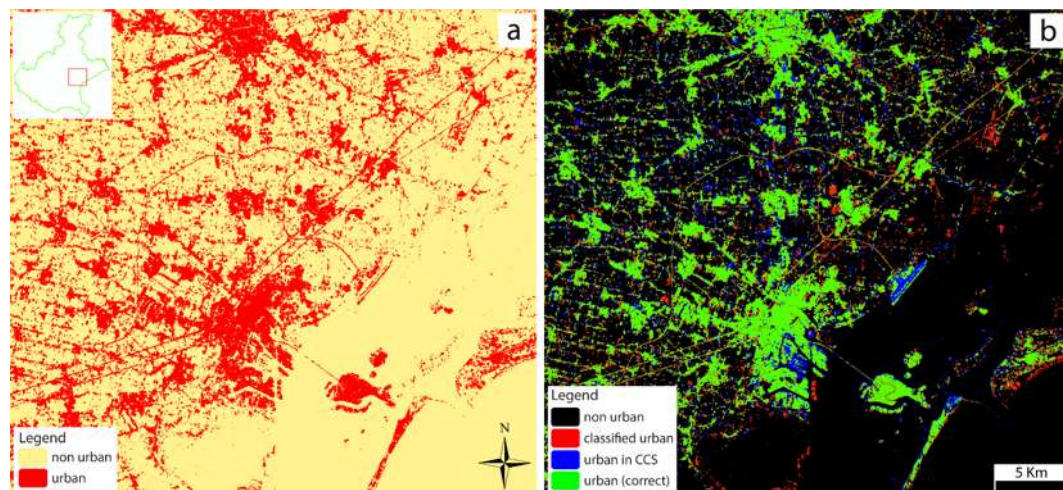 a
Legend
non urban
urban
N
b
Legend
non urban
classified urban
urban in CCS
urban (correct)
5 Km